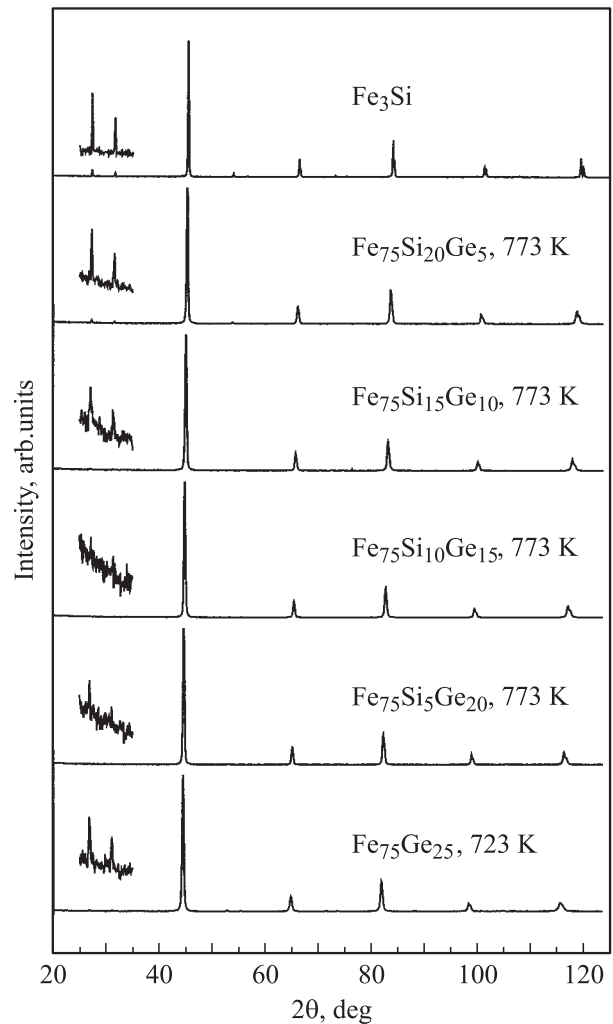 Fe₃Si
Fe₇₅Si₂₀Ge₅, 773 K
Fe₇₅Si₁₅Ge₁₀, 773 K
Fe₇₅Si₁₀Ge₁₅, 773 K
Fe₇₅Si₅Ge₂₀, 773 K
Fe₇₅Ge₂₅, 723 K
Intensity, arb.units
20 40 60 80 100 120
2θ, deg